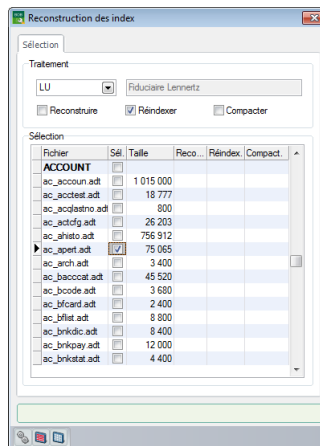 Reconstruction des index
Sélection
Traitement
LU Fiduciaire Lennertz
Reconstruire Réindexer Compacter
Sélection
Fichier Sél. Taille Reco... Réindex. Compact.
ACCOUNT
ac_accoun.adt 1 015 000
ac_acctest.adt 18 777
ac_acqlastno.adt 800
ac_actcfg.adt 26 203
ac_ahisto.adt 756 912
ac_apert.adt 75 065
ac_arch.adt 3 400
ac_bacccat.adt 45 520
ac_bcode.adt 3 680
ac_bfcard.adt 2 400
ac_bflist.adt 8 800
ac_bnkdic.adt 8 400
ac_bnkpay.adt 12 000
ac_bnkstat.adt 4 400